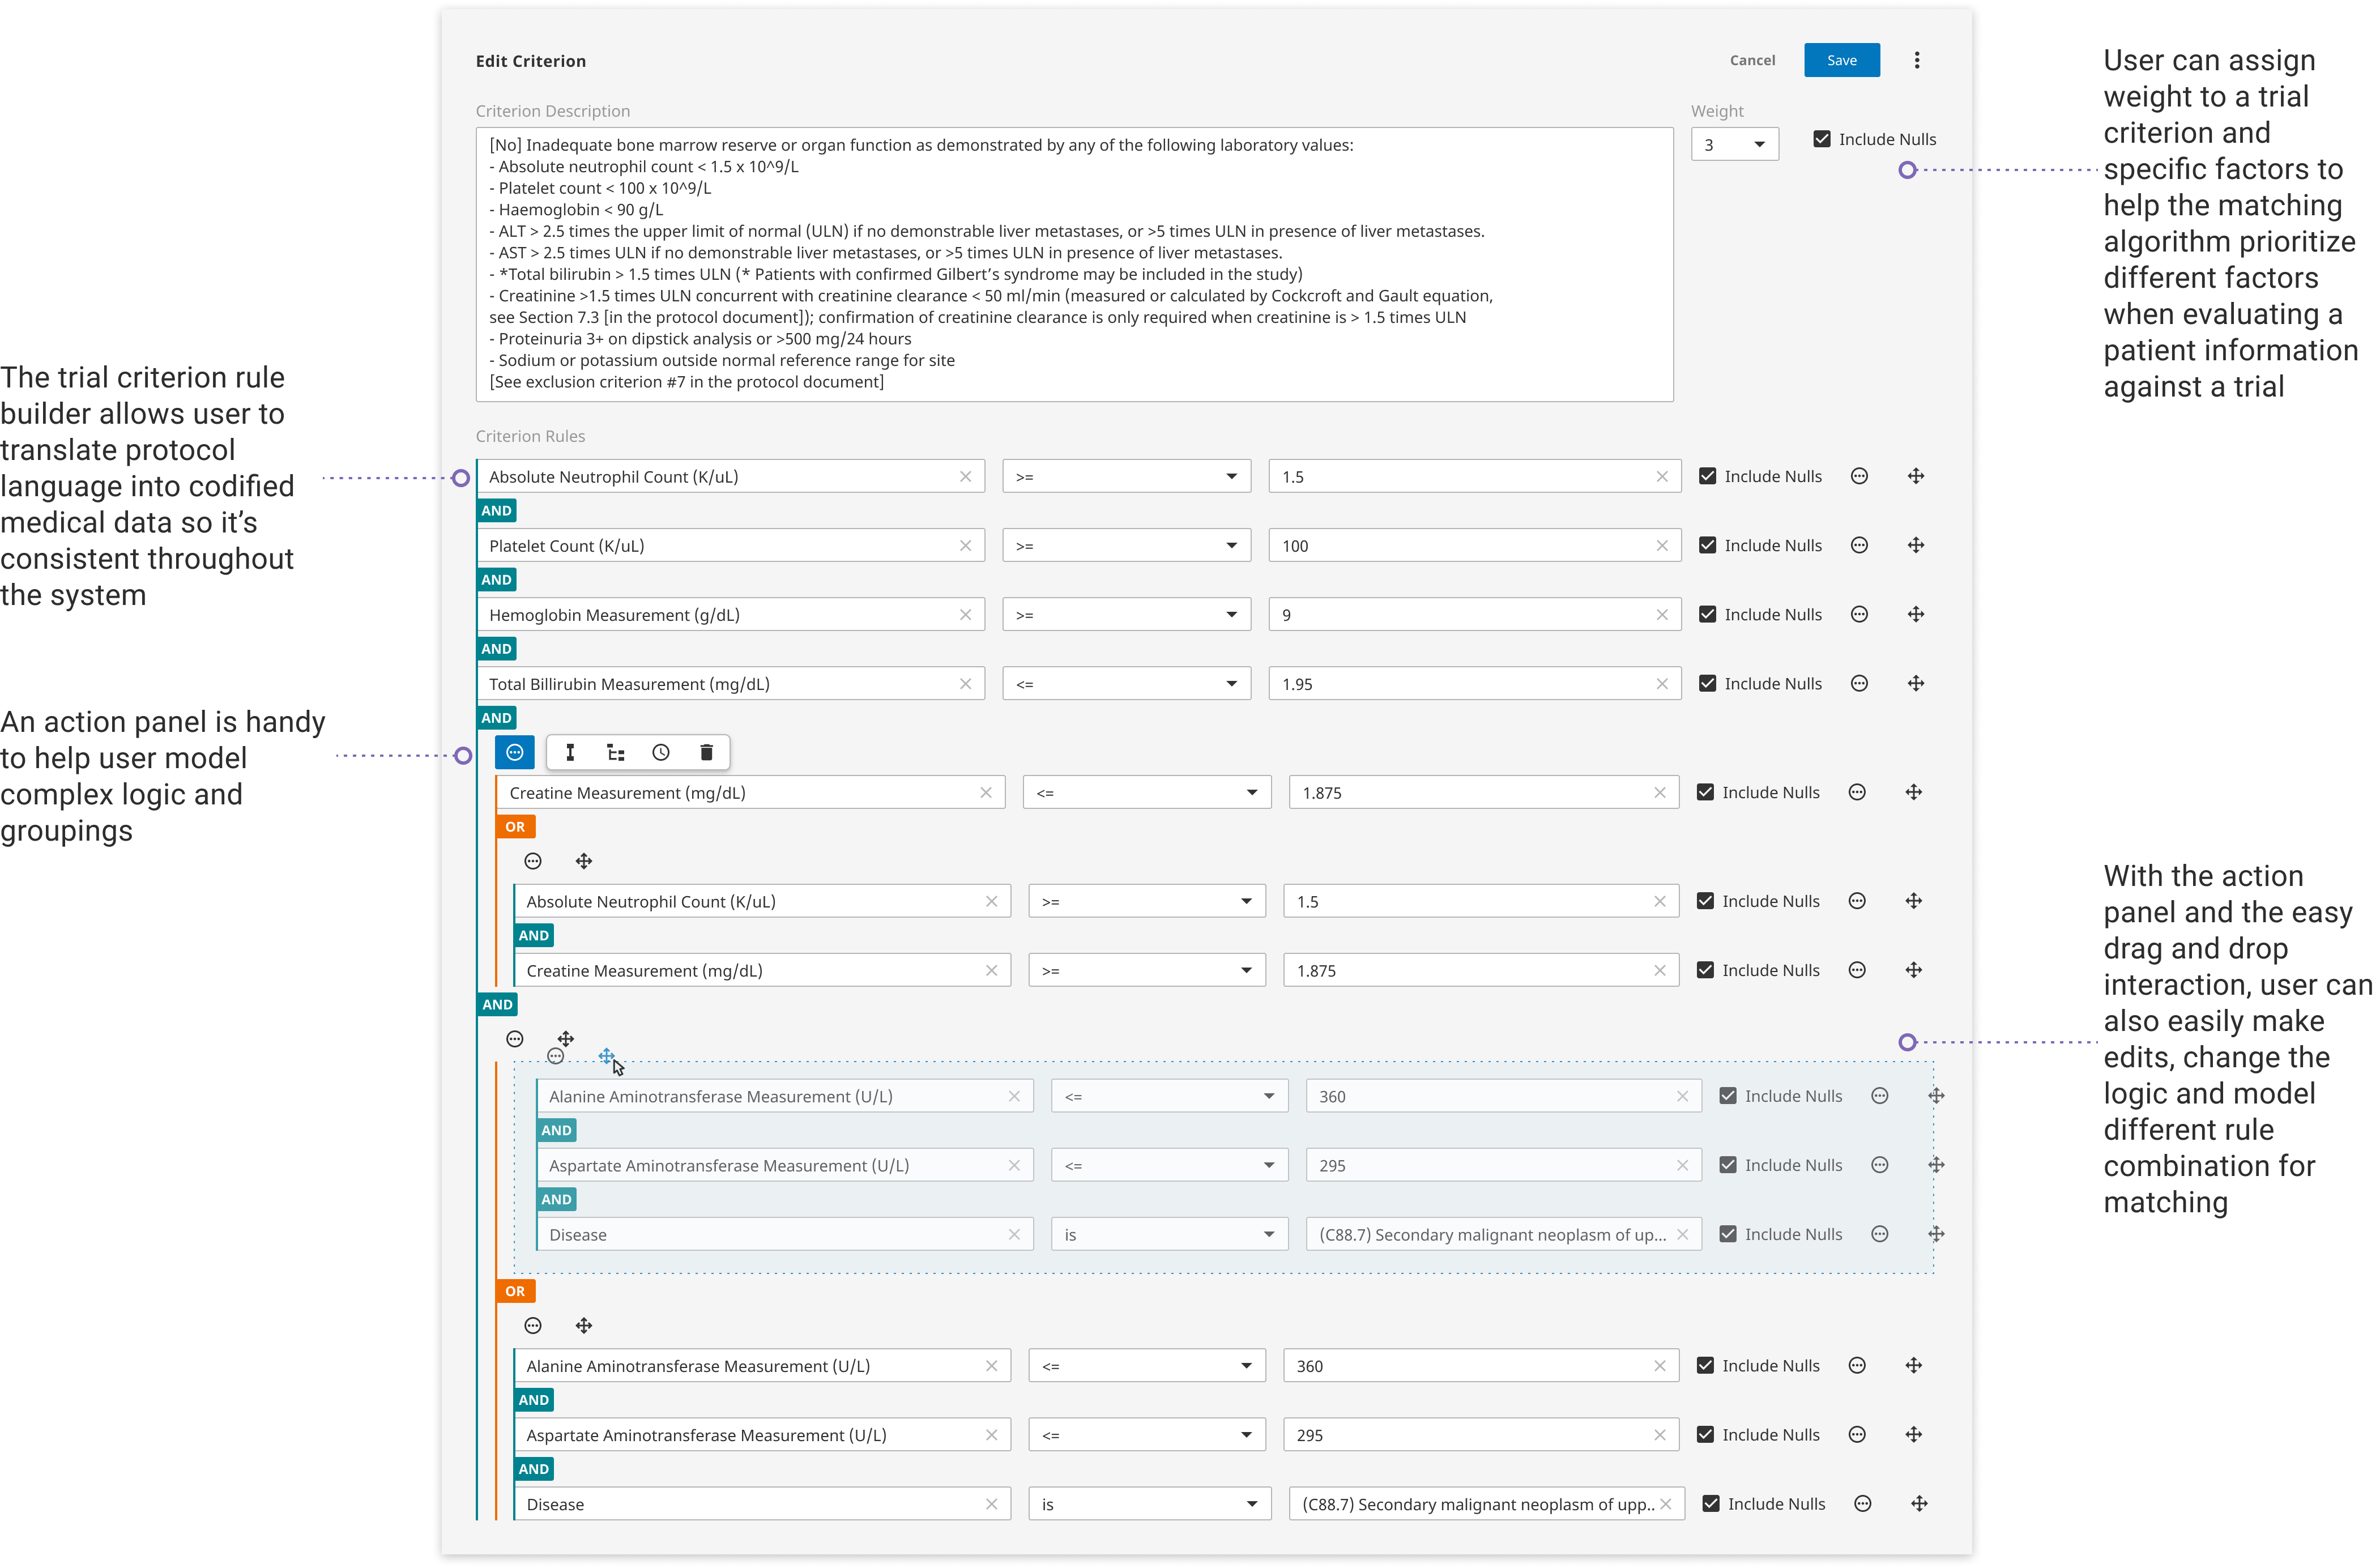 Edit Criterion
Cancel
Save
Criterion Description
Weight
[No] Inadequate bone marrow reserve or organ function as demonstrated by any of the following laboratory values:
- Absolute neutrophil count < 1.5 x 10^9/L
- Platelet count < 100 x 10^9/L
- Haemoglobin < 90 g/L
- ALT > 2.5 times the upper limit of normal (ULN) if no demonstrable liver metastases, or >5 times ULN in presence of liver metastases.
- AST > 2.5 times ULN if no demonstrable liver metastases, or >5 times ULN in presence of liver metastases.
- *Total bilirubin > 1.5 times ULN (* Patients with confirmed Gilbert's syndrome may be included in the study)
- Creatinine >1.5 times ULN concurrent with creatinine clearance < 50 ml/min (measured or calculated by Cockcroft and Gault equation,
see Section 7.3 [in the protocol document]); confirmation of creatinine clearance is only required when creatinine is > 1.5 times ULN
- Proteinuria 3+ on dipstick analysis or >500 mg/24 hours
- Sodium or potassium outside normal reference range for site
[See exclusion criterion #7 in the protocol document]
3
Include Nulls
User can assign
weight to a trial
criterion and
specific factors to
help the matching
algorithm prioritize
different factors
when evaluating a
patient information
against a trial
The trial criterion rule
builder allows user to
translate protocol
language into codified
medical data so it's
consistent throughout
the system
Criterion Rules
Absolute Neutrophil Count (K/uL) >= 1.5 Include Nulls
AND
Platelet Count (K/uL) >= 100 Include Nulls
AND
Hemoglobin Measurement (g/dL) >= 9 Include Nulls
AND
Total Billirubin Measurement (mg/dL) <= 1.95 Include Nulls
AND
An action panel is handy
to help user model
complex logic and
groupings
Creatine Measurement (mg/dL) <= 1.875 Include Nulls
OR
Absolute Neutrophil Count (K/uL) >= 1.5 Include Nulls
AND
Creatine Measurement (mg/dL) >= 1.875 Include Nulls
AND
With the action
panel and the easy
drag and drop
interaction, user can
also easily make
edits, change the
logic and model
different rule
combination for
matching
Alanine Aminotransferase Measurement (U/L) <= 360 Include Nulls
AND
Aspartate Aminotransferase Measurement (U/L) <= 295 Include Nulls
AND
Disease is (C88.7) Secondary malignant neoplasm of up... Include Nulls
OR
Alanine Aminotransferase Measurement (U/L) <= 360 Include Nulls
AND
Aspartate Aminotransferase Measurement (U/L) <= 295 Include Nulls
AND
Disease is (C88.7) Secondary malignant neoplasm of upp.. Include Nulls